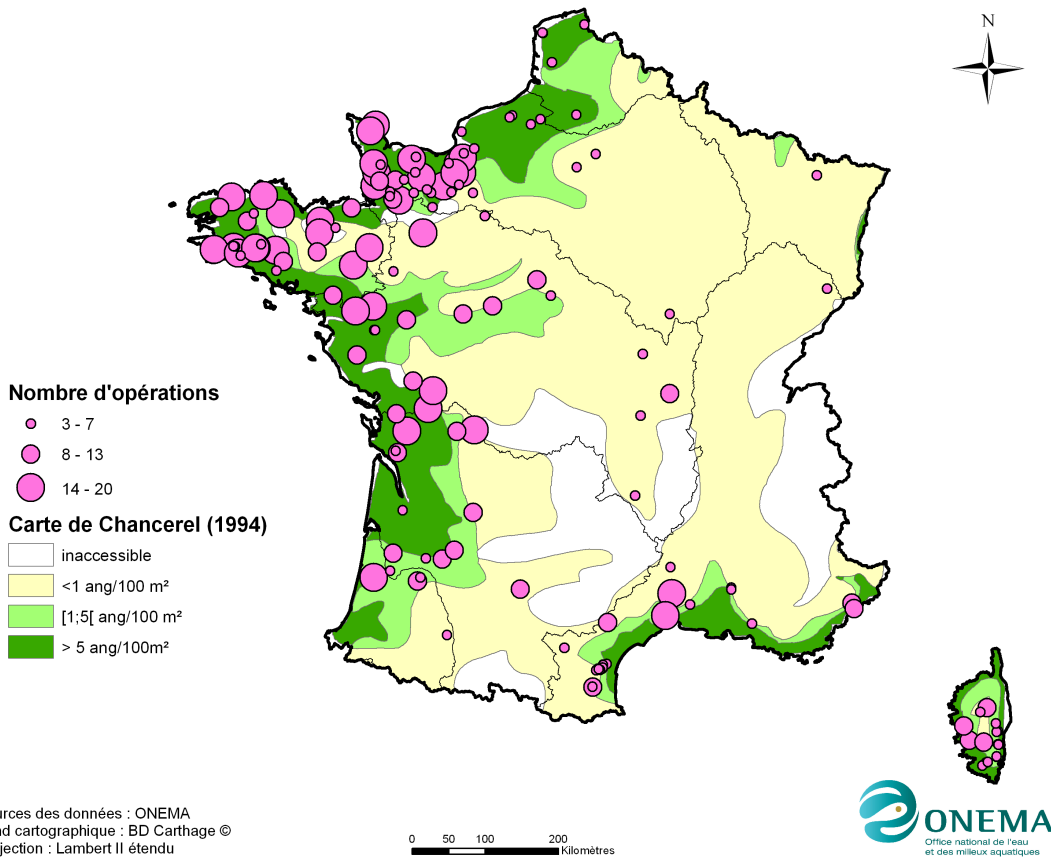 N
Nombre d'opérations
3 - 7
8 - 13
14 - 20
Carte de Chancerel (1994)
inaccessible
<1 ang/100 m²
[1;5[ ang/100 m²
> 5 ang/100m²
urces des données : ONEMA
nd cartographique : BD Carthage ©
jection : Lambert II étendu
0 50 100 200
Kilomètres
ONEMA
Office national de l'eau
et des milieux aquatiques